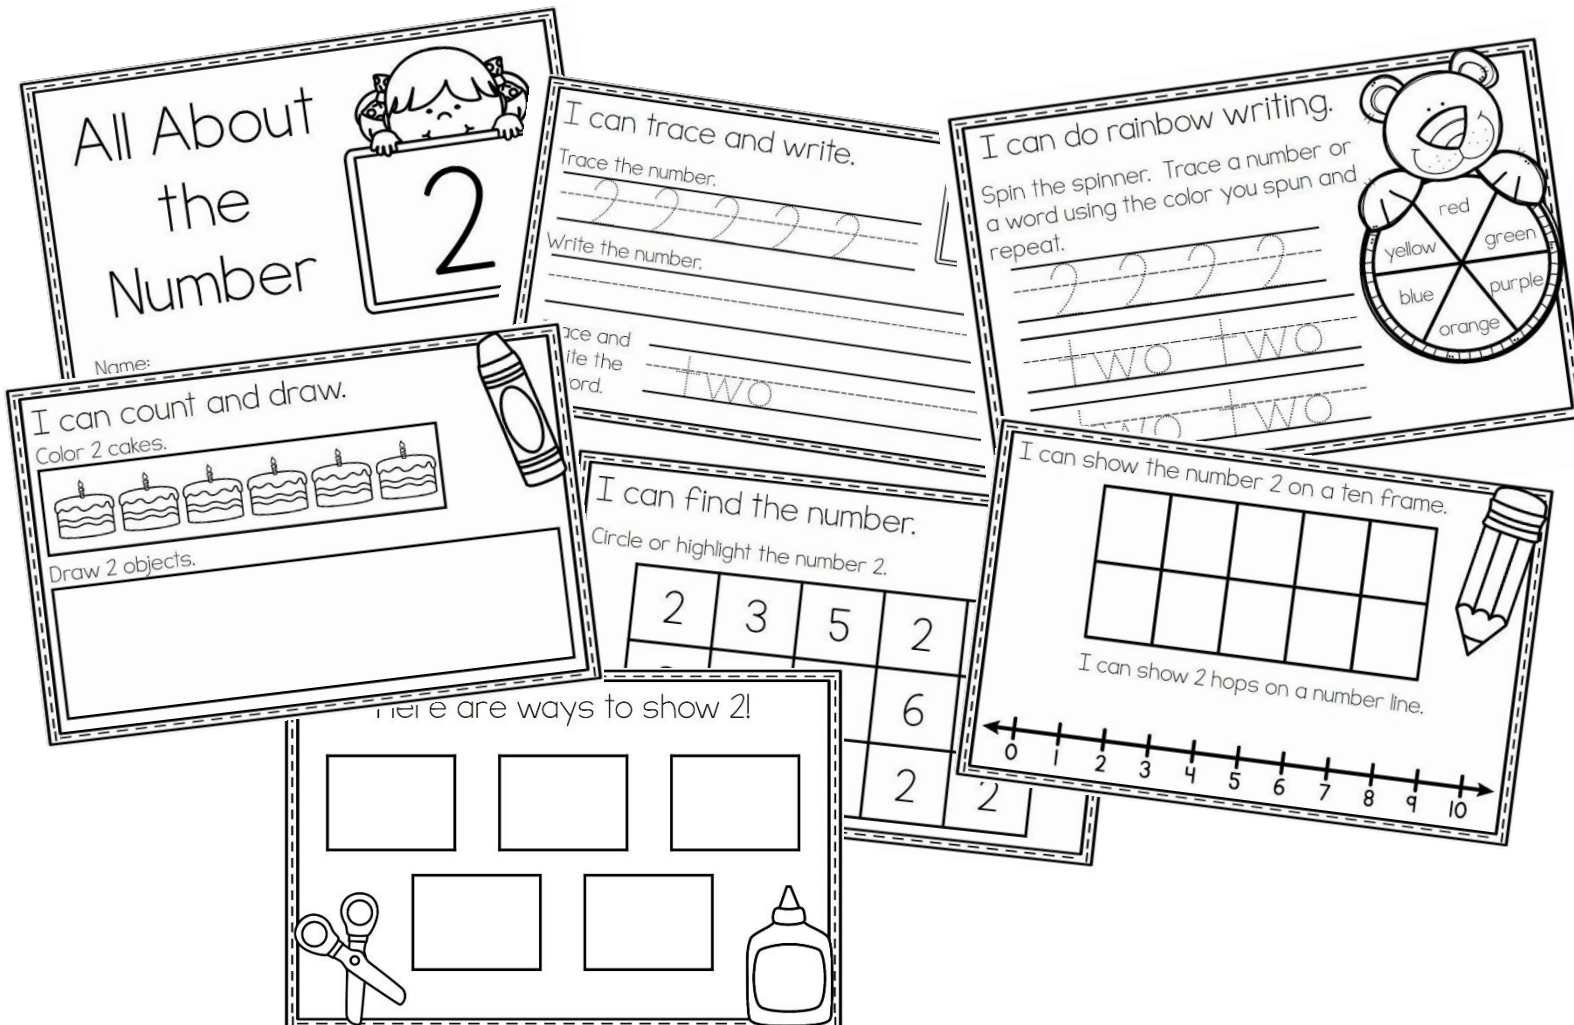 All About
the
Number
2
Name:
I can trace and write.
Trace the number.
2 2 2 2 2
Write the number.
and
the
two
I can do rainbow writing.
Spin the spinner. Trace a number or
a word using the color you spun and
repeat.
2 2 2 2
two two
two two
red
yellow
green
blue
purple
orange
I can count and draw.
Color 2 cakes.
Draw 2 objects.
I can find the number.
Circle or highlight the number 2.
2 3 5 2
6
2 2
I can show the number 2 on a ten frame.
I can show 2 hops on a number line.
0 1 2 3 4 5 6 7 8 9 10
Here are ways to show 2!